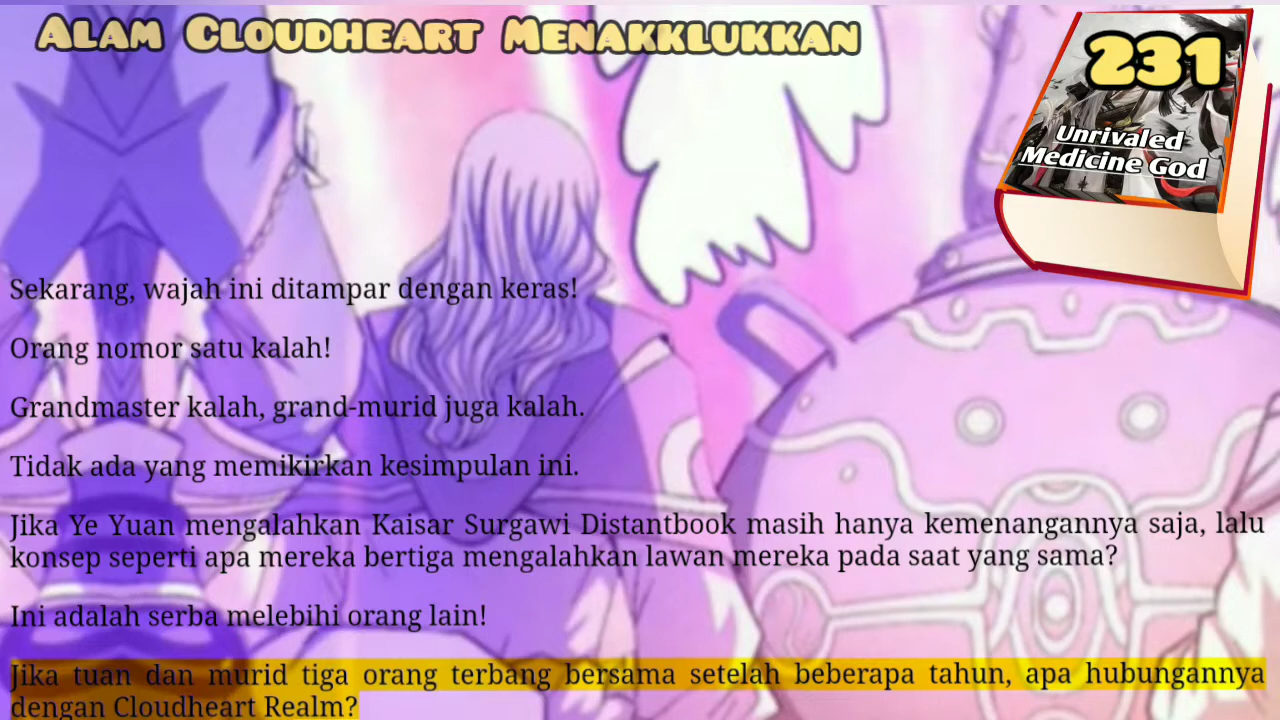 Alam Cloudheart Menakklukkan
231
Unrivaled
Medicine God
Sekarang, wajah ini ditampar dengan keras!
Orang nomor satu kalah!
Grandmaster kalah, grand-murid juga kalah.
Tidak ada yang memikirkan kesimpulan ini.
Jika Ye Yuan mengalahkan Kaisar Surgawi Distantbook masih hanya kemenangannya saja, lalu
konsep seperti apa mereka bertiga mengalahkan lawan mereka pada saat yang sama?
Ini adalah serba melebihi orang lain!
Jika tuan dan murid tiga orang terbang bersama setelah beberapa tahun, apa hubungannya
dengan Cloudheart Realm?